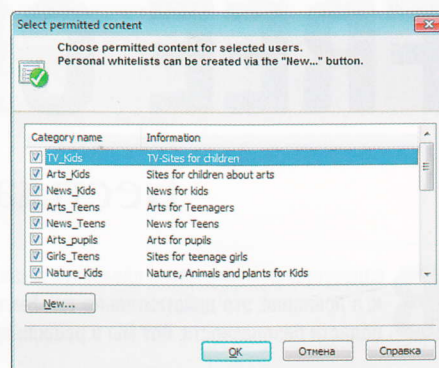 Select permitted content
Choose permitted content for selected users.
Personal whitelists can be created via the "New..." button.
Category name Information
TV_Kids TV-Sites for children
Arts_Kids Sites for children about arts
News_Kids News for kids
Arts_Teens Arts for Teenagers
News_Teens News for Teens
Arts_pupils Arts for pupils
Girls_Teens Sites for teenage girls
Nature_Kids Nature, Animals and plants for Kids
New...
OK Отмена Справка